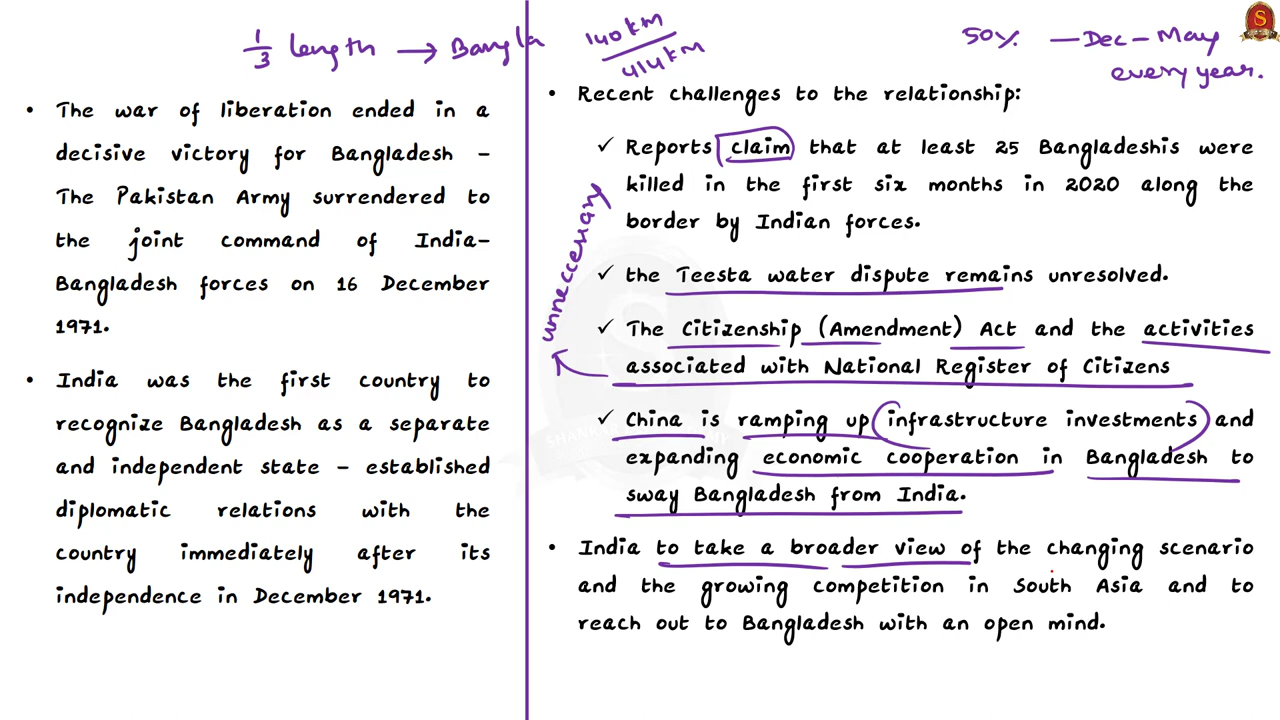 1/3 length → Bangla
140km/414km
50% — Dec – May
every year.
• The war of liberation ended in a
decisive victory for Bangladesh –
The Pakistan Army surrendered to
the joint command of India-
Bangladesh forces on 16 December
1971.
• India was the first country to
recognize Bangladesh as a separate
and independent state – established
diplomatic relations with the
country immediately after its
independence in December 1971.
• Recent challenges to the relationship:
✓ Reports claim that at least 25 Bangladeshis were
killed in the first six months in 2020 along the
border by Indian forces.
✓ the Teesta water dispute remains unresolved.
✓ The Citizenship (Amendment) Act and the activities
associated with National Register of Citizens
unneccessary
✓ China is ramping up infrastructure investments and
expanding economic cooperation in Bangladesh to
sway Bangladesh from India.
• India to take a broader view of the changing scenario
and the growing competition in South Asia and to
reach out to Bangladesh with an open mind.